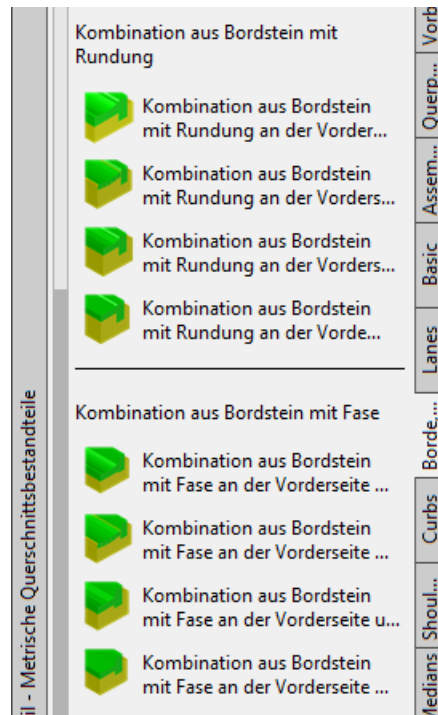 Kombination aus Bordstein mit
Rundung
Kombination aus Bordstein
mit Rundung an der Vorder...
Kombination aus Bordstein
mit Rundung an der Vorders...
Kombination aus Bordstein
mit Rundung an der Vorders...
Kombination aus Bordstein
mit Rundung an der Vorde...
Kombination aus Bordstein mit Fase
Kombination aus Bordstein
mit Fase an der Vorderseite ...
Kombination aus Bordstein
mit Fase an der Vorderseite ...
Kombination aus Bordstein
mit Fase an der Vorderseite u...
Kombination aus Bordstein
mit Fase an der Vorderseite ...
il - Metrische Querschnittsbestandteile
Vorb
Querp...
Assem...
Basic
Lanes
Borde,...
Curbs
Shoul...
Medians